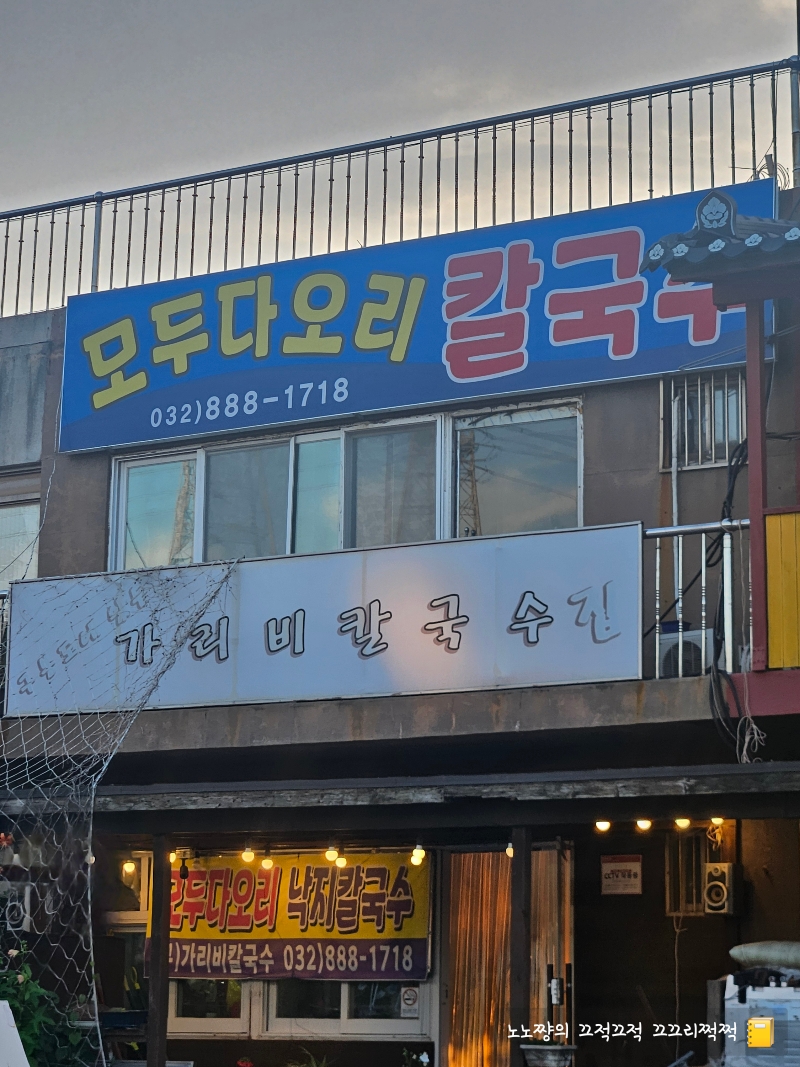 모두다오리 칼국수
032)888-1718
가리비칼국수
모두다오리 낙지칼국수
구)가리비칼국수 032)888-1718
노노쨩의 끄적끄적 끄끄리쩍쩍